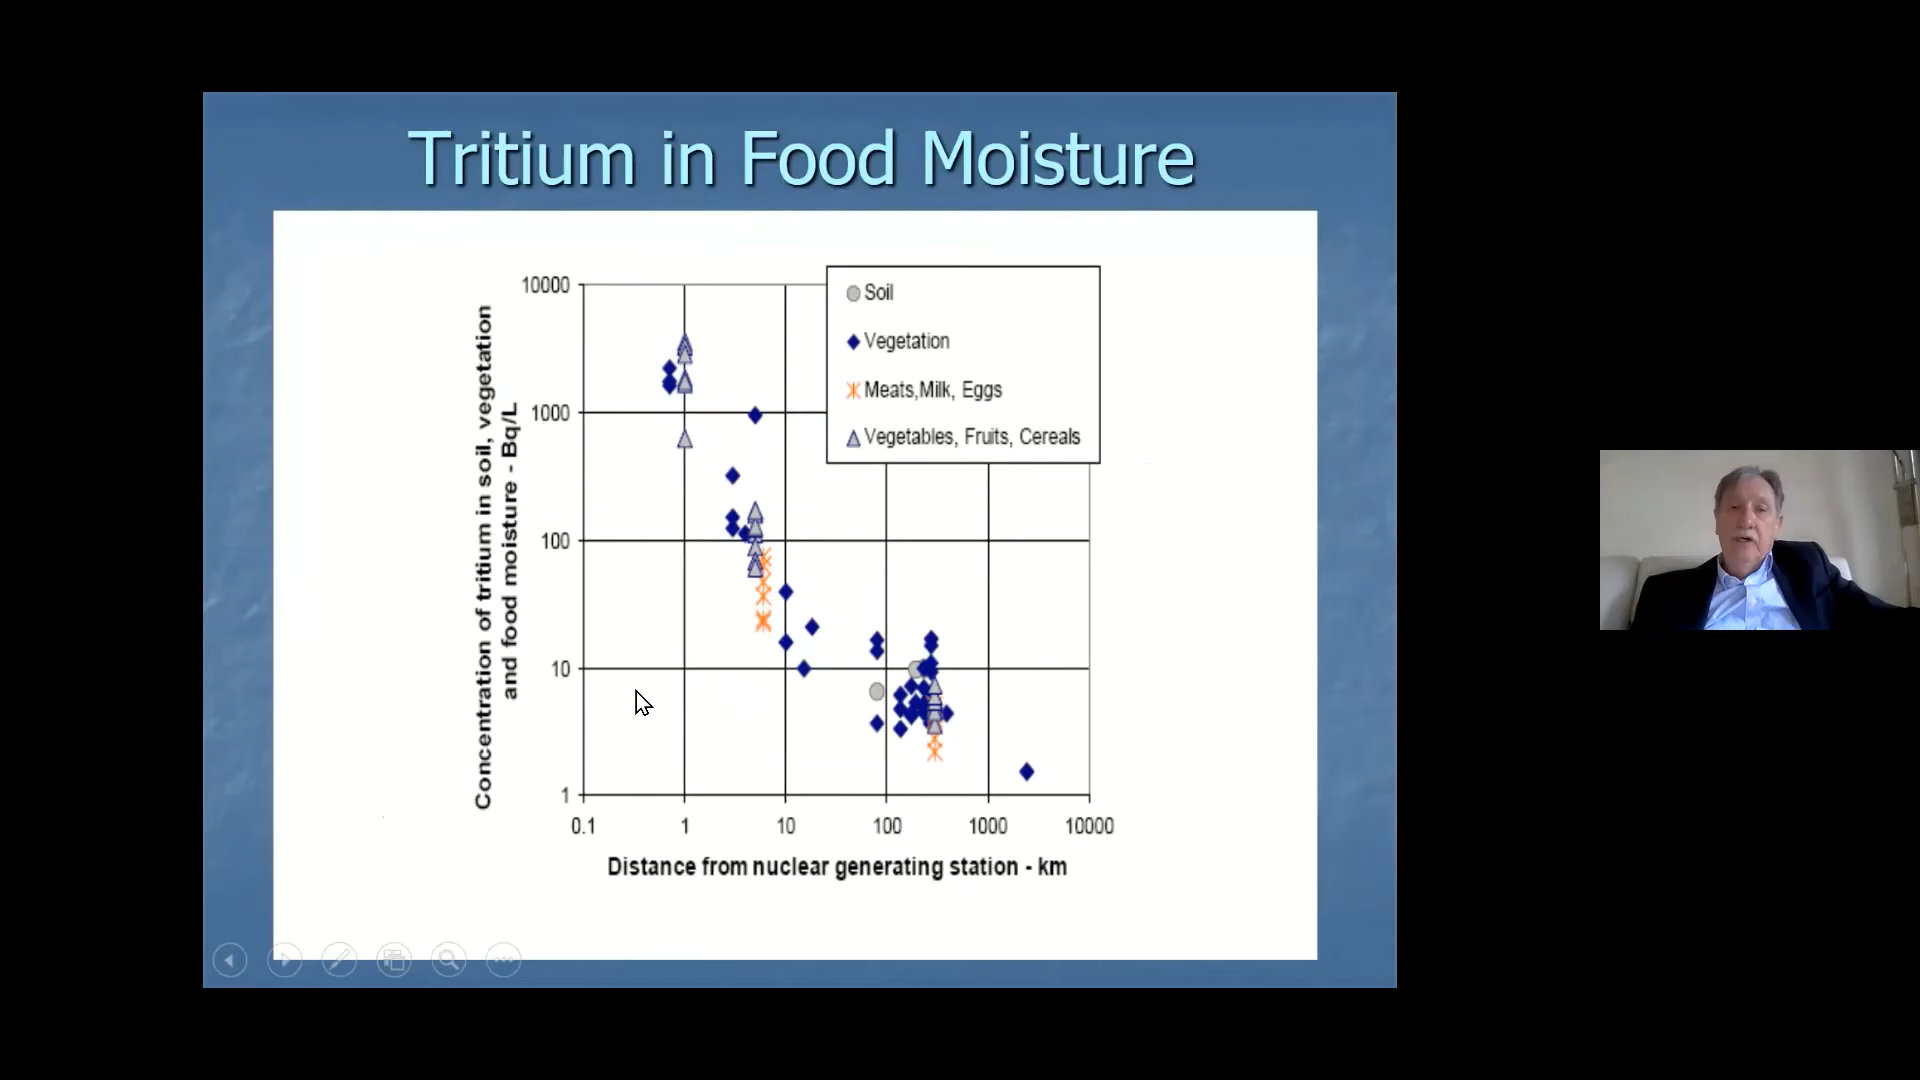 Tritium in Food Moisture
Concentration of tritium in soil, vegetation
and food moisture - Bq/L
10000
1000
100
10
1
Soil
Vegetation
Meats,Milk, Eggs
Vegetables, Fruits, Cereals
0.1 1 10 100 1000 10000
Distance from nuclear generating station - km